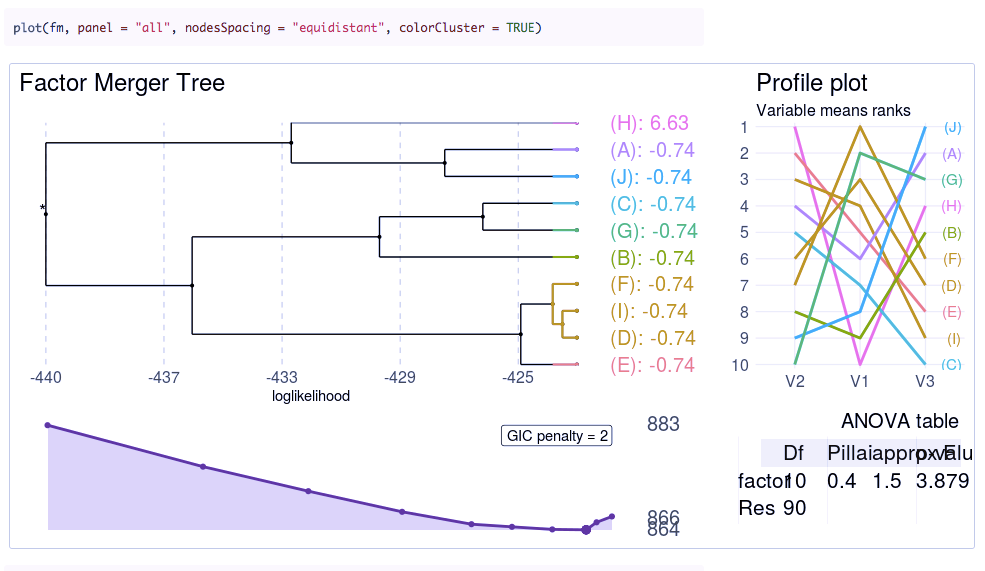 plot(fm, panel = "all", nodesSpacing = "equidistant", colorCluster = TRUE)
Factor Merger Tree
(H): 6.63
(A): -0.74
(J): -0.74
(C): -0.74
(G): -0.74
(B): -0.74
(F): -0.74
(I): -0.74
(D): -0.74
(E): -0.74
*
-440 -437 -433 -429 -425
loglikelihood
Profile plot
Variable means ranks
1 (J)
2 (A)
3 (G)
4 (H)
5 (B)
6 (F)
7 (D)
8 (E)
9 (I)
10 (C)
V2 V1 V3
GIC penalty = 2
883
866
864
ANOVA table
Df Pillai
factor 10 0.4 1.5 3.879
Res 90